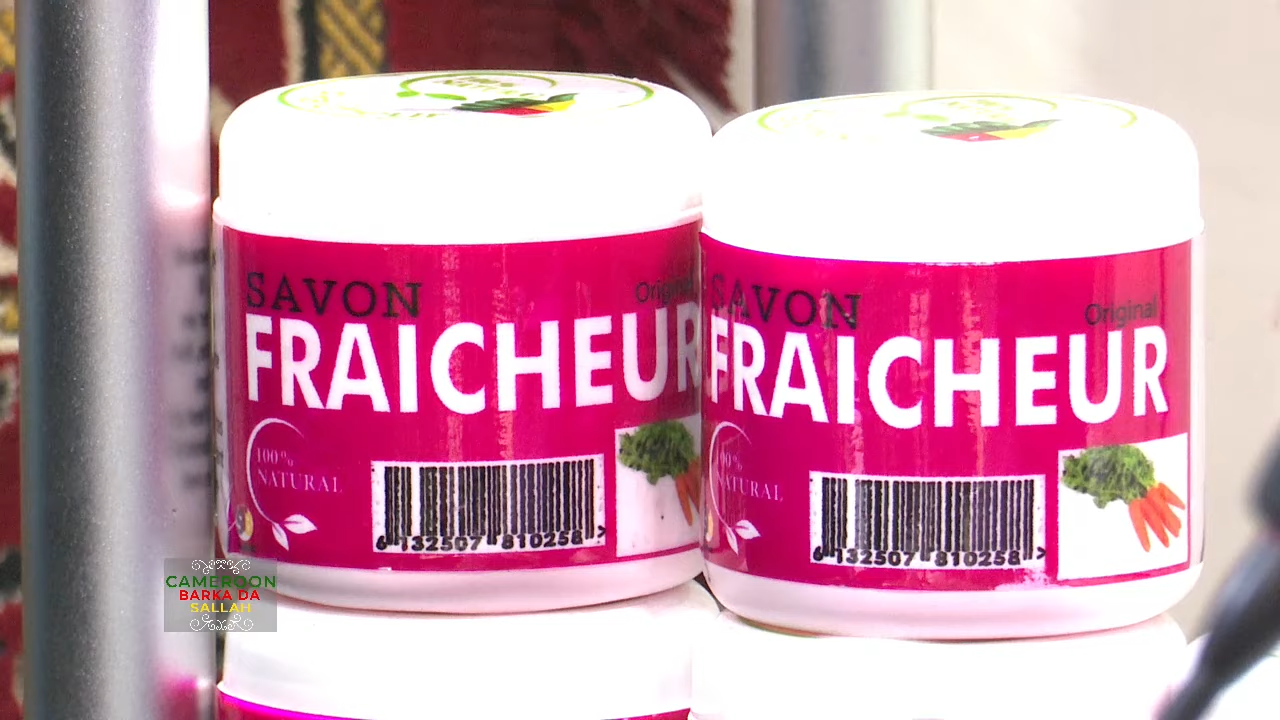 SAVON
Original
FRAICHEUR
100%
NATURAL
6 132507 810258 >
SAVON
Original
FRAICHEUR
100%
NATURAL
6 132507 810258 >
CAMEROON
BARKA DA
SALLAH